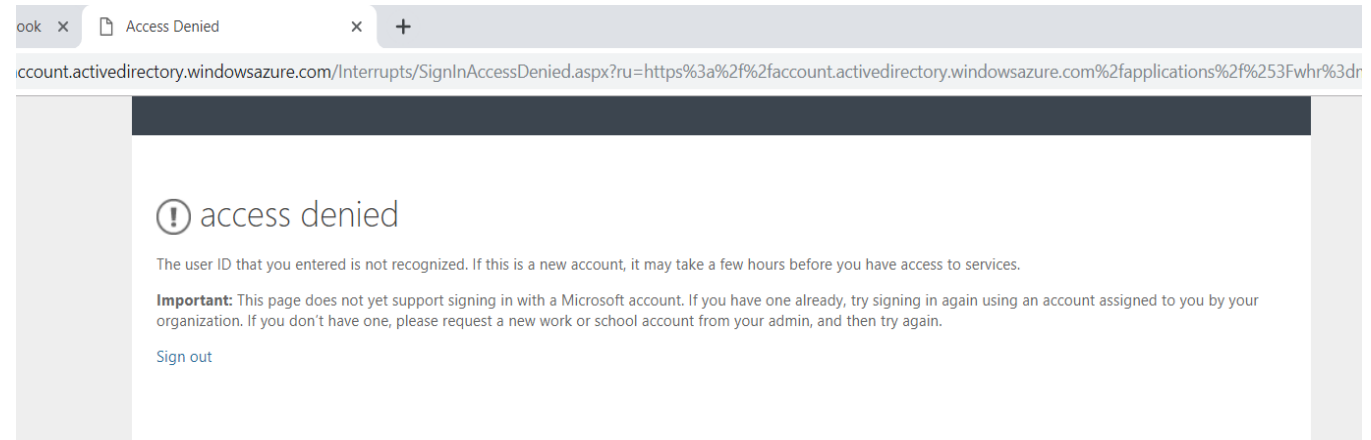 ook
Access Denied
ccount.activedirectory.windowsazure.com/Interrupts/SignInAccessDenied.aspx?ru=https%3a%2f%2faccount.activedirectory.windowsazure.com%2fapplications%2f%253Fwhr%3d
access denied
The user ID that you entered is not recognized. If this is a new account, it may take a few hours before you have access to services.
Important: This page does not yet support signing in with a Microsoft account. If you have one already, try signing in again using an account assigned to you by your
organization. If you don't have one, please request a new work or school account from your admin, and then try again.
Sign out